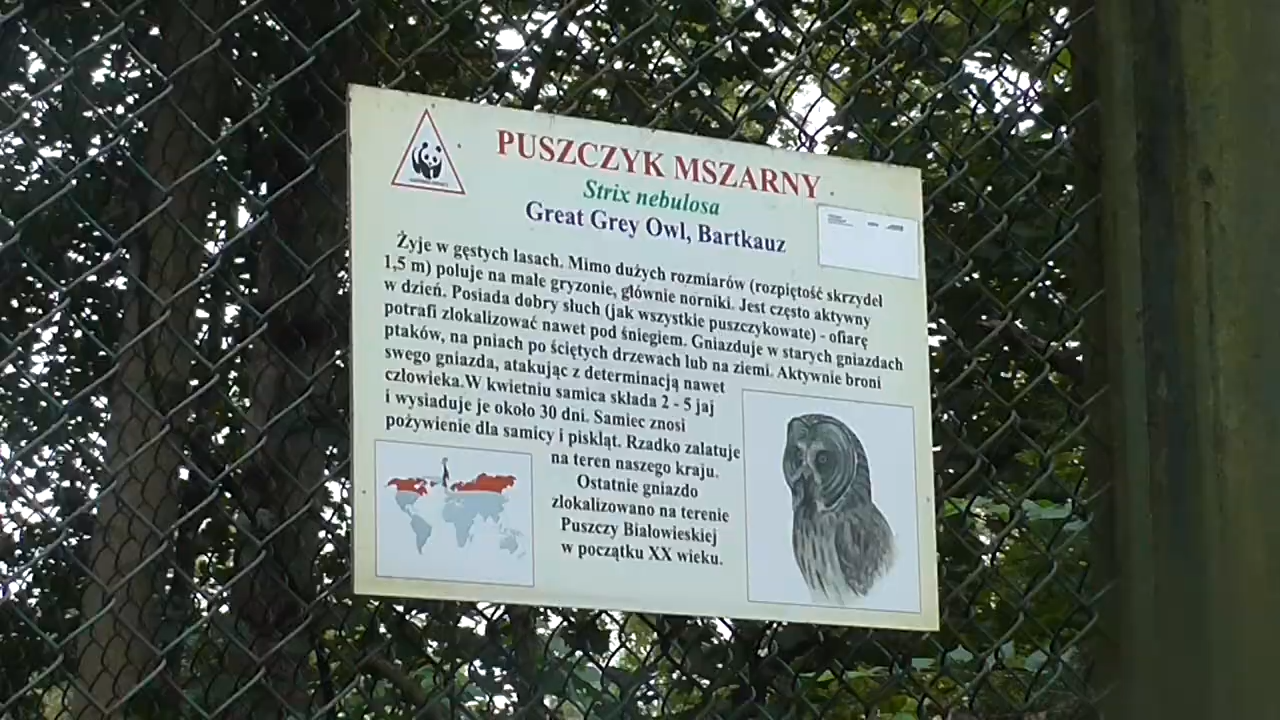 PUSZCZYK MSZARNY
Strix nebulosa
Great Grey Owl, Bartkauz
Żyje w gęstych lasach. Mimo dużych rozmiarów (rozpiętość skrzydeł
1,5 m) poluje na małe gryzonie, głównie norniki. Jest często aktywny
w dzień. Posiada dobry słuch (jak wszystkie puszczykowate) - ofiarę
potrafi zlokalizować nawet pod śniegiem. Gniazduje w starych gniazdach
ptaków, na pniach po ściętych drzewach lub na ziemi. Aktywnie broni
swego gniazda, atakując z determinacją nawet
człowieka.W kwietniu samica składa 2 - 5 jaj
i wysiaduje je około 30 dni. Samiec znosi
pożywienie dla samicy i piskląt. Rzadko zalatuje
na teren naszego kraju.
Ostatnie gniazdo
zlokalizowano na terenie
Puszczy Białowieskiej
w początku XX wieku.